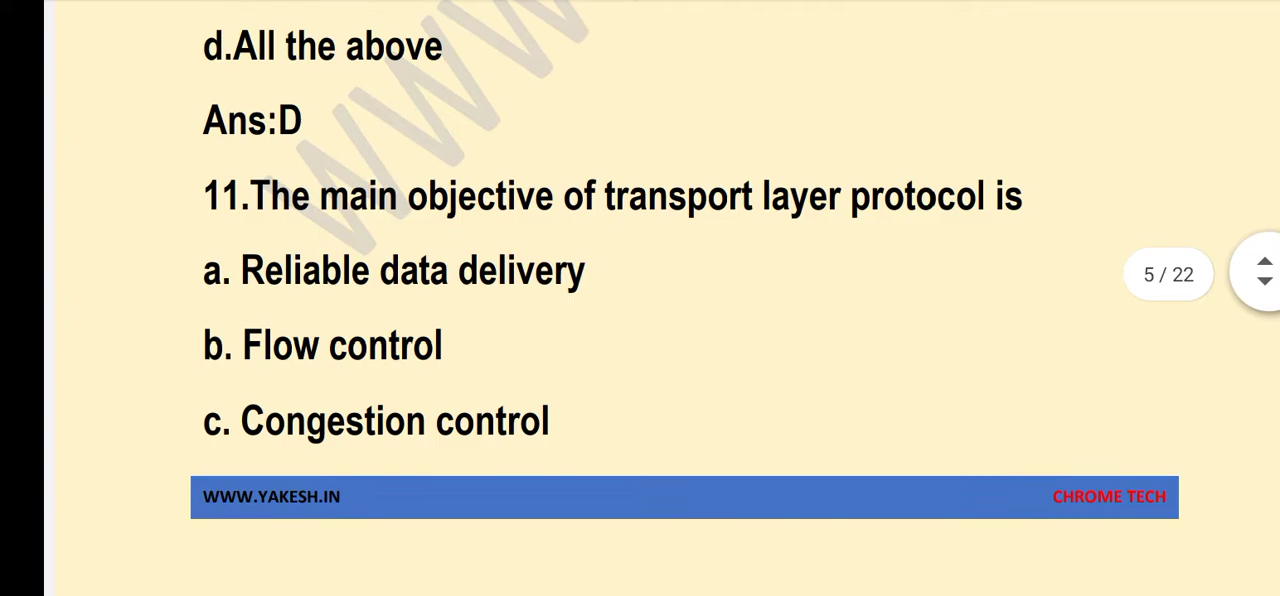 d.All the above
Ans:D
11.The main objective of transport layer protocol is
a. Reliable data delivery
5 / 22
b. Flow control
c. Congestion control
WWW.YAKESH.IN CHROME TECH
WWW